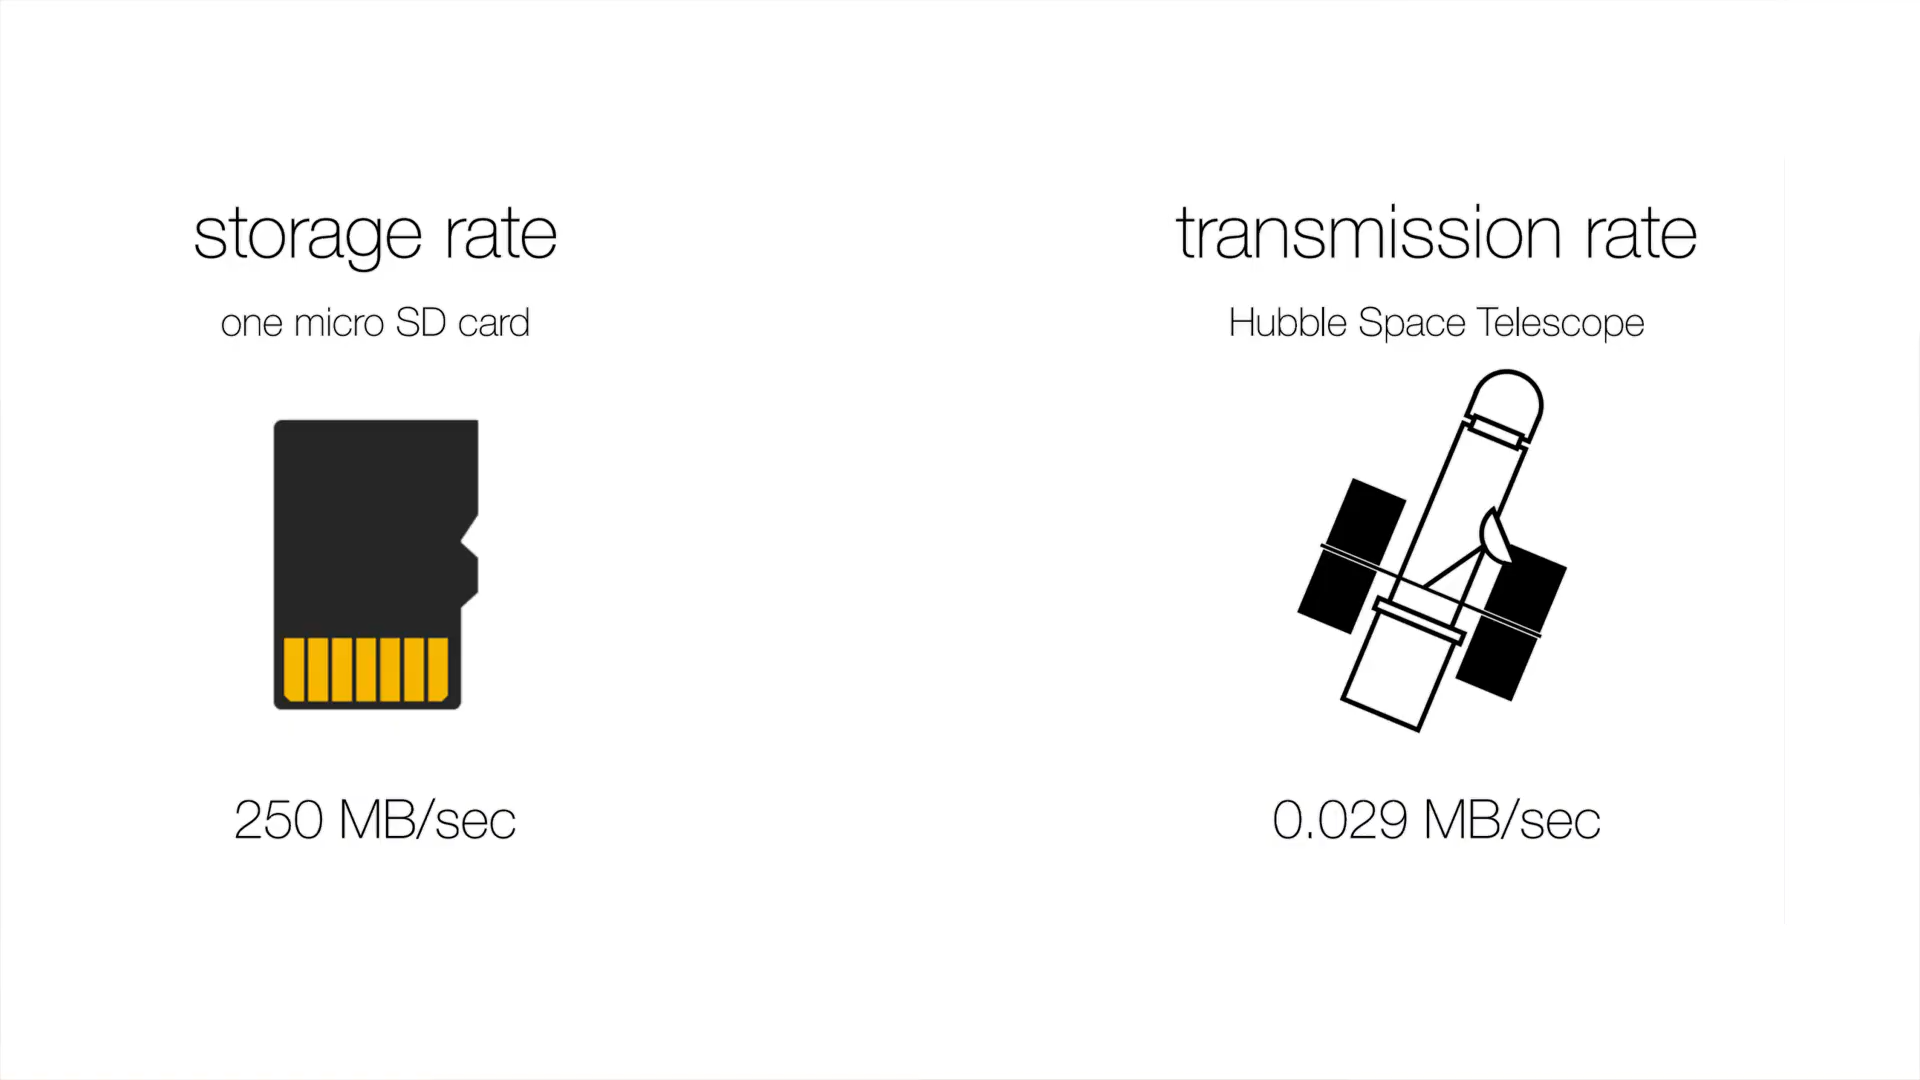 storage rate
one micro SD card
250 MB/sec
transmission rate
Hubble Space Telescope
0.029 MB/sec